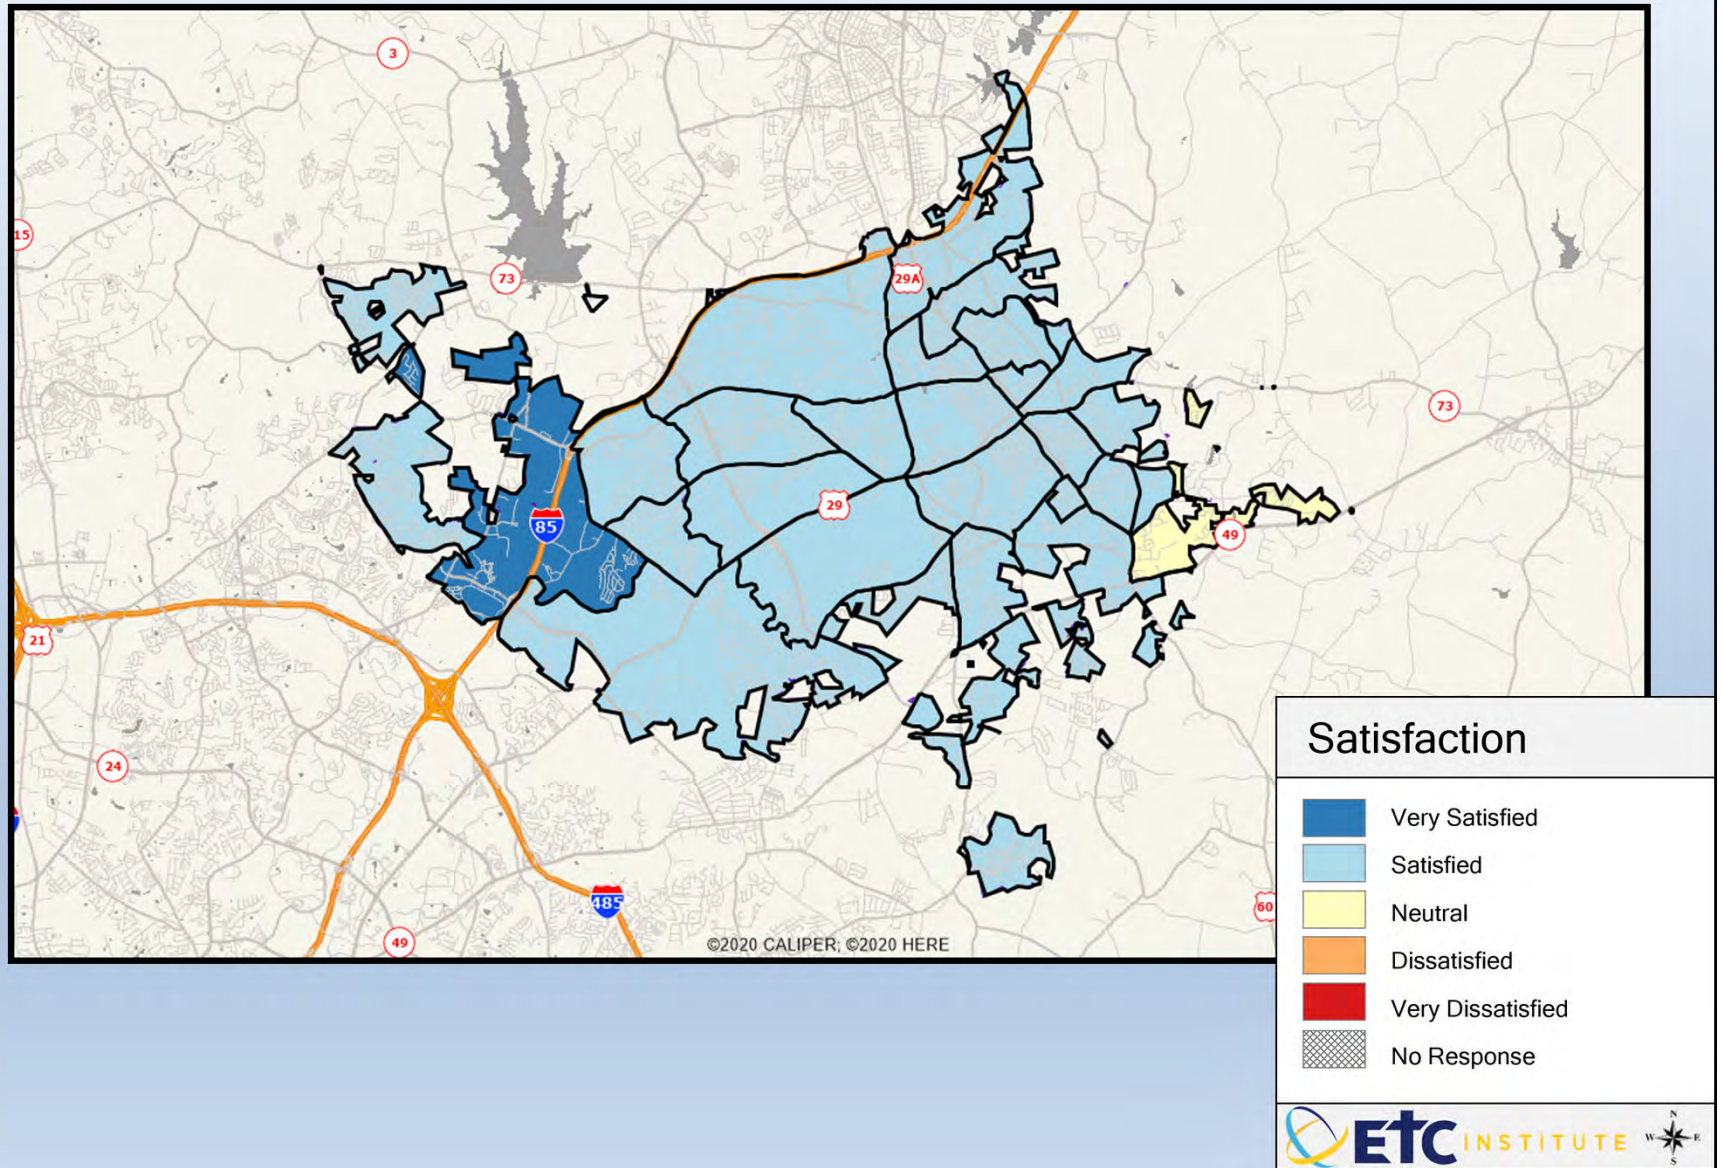 3
15
73
29A
73
29
85
49
21
24
485
49
60
©2020 CALIPER; ©2020 HERE
Satisfaction
Very Satisfied
Satisfied
Neutral
Dissatisfied
Very Dissatisfied
No Response
ETC INSTITUTE
N
W E
S